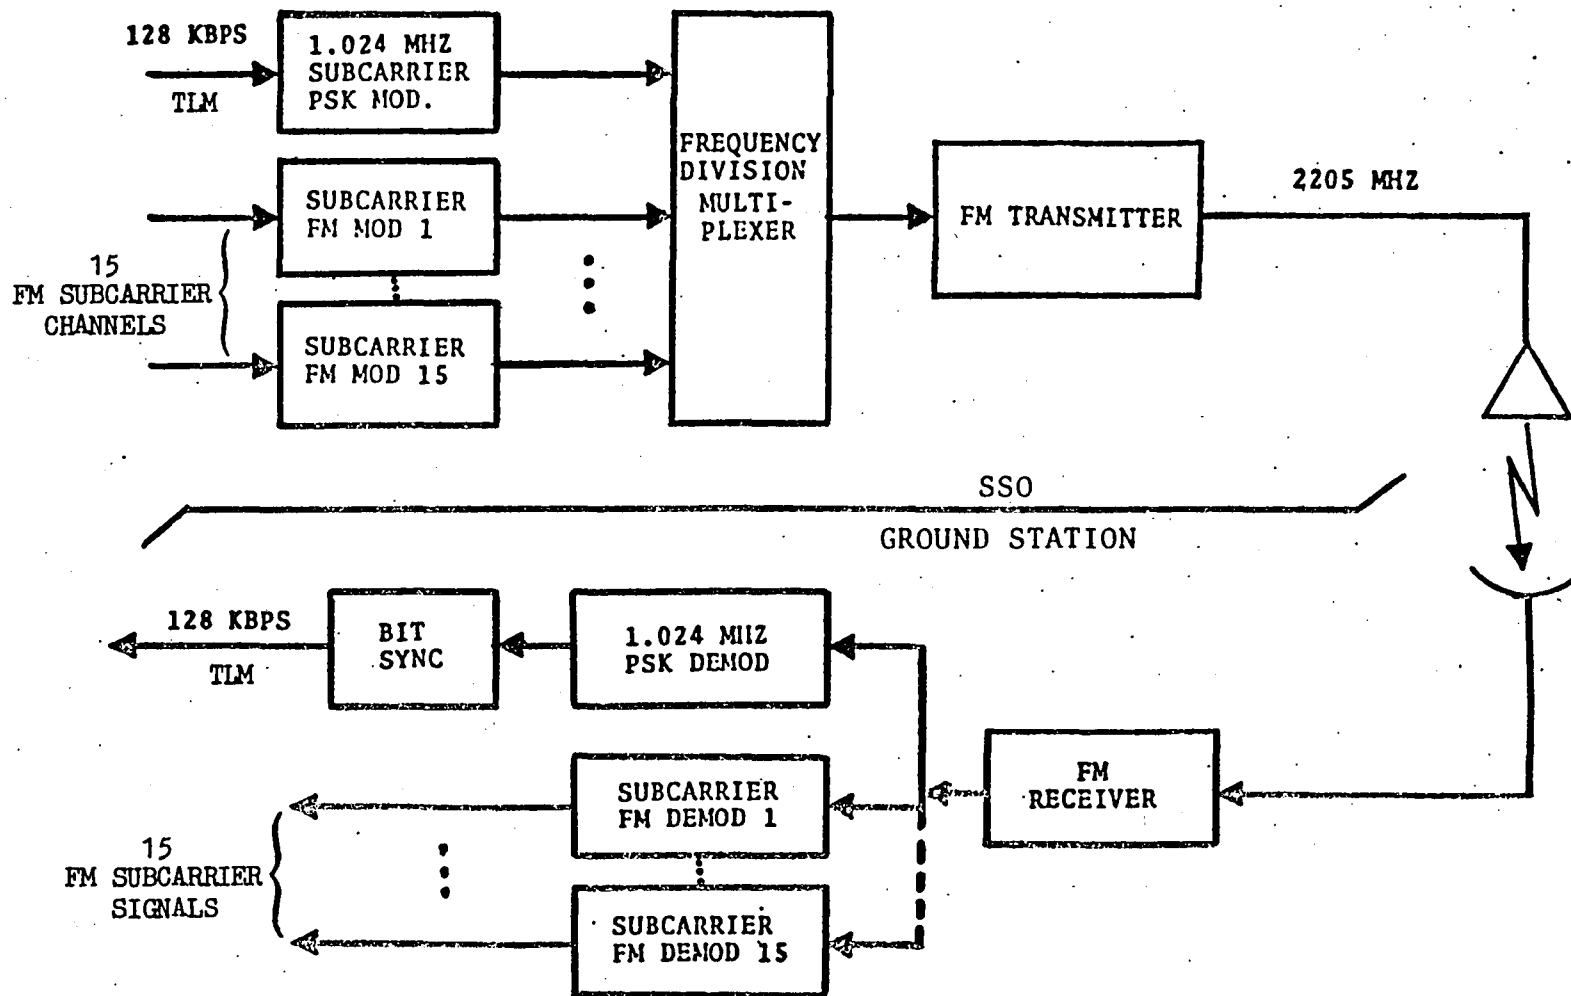 128 KBPS
TLM
1.024 MHZ
SUBCARRIER
PSK MOD.
SUBCARRIER
FM MOD 1
15
FM SUBCARRIER
CHANNELS
SUBCARRIER
FM MOD 15
FREQUENCY
DIVISION
MULTI-
PLEXER
FM TRANSMITTER
2205 MHZ
SSO
GROUND STATION
128 KBPS
TLM
BIT
SYNC
1.024 MHZ
PSK DEMOD
FM
RECEIVER
SUBCARRIER
FM DEMOD 1
15
FM SUBCARRIER
SIGNALS
SUBCARRIER
FM DEMOD 15